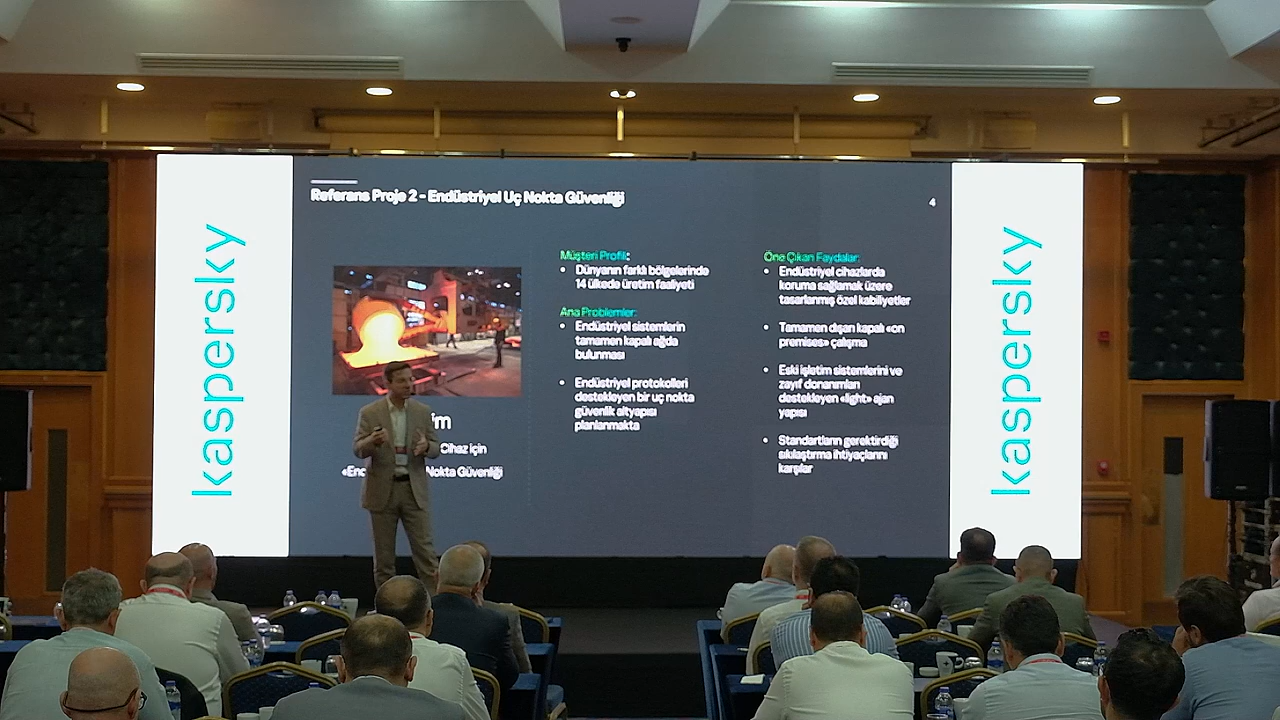 Referans Proje 2 - Endüstriyel Uç Nokta Güvenliği
4
kaspersky
Cihaz için
Nokta Güvenliği
Müşteri Profili:
• Dünyanın farklı bölgelerinde
14 ülkede üretim faaliyeti
Ana Problemler:
• Endüstriyel sistemlerin
tamamen kapalı ağda
bulunması
• Endüstriyel protokolleri
destekleyen bir uç nokta
güvenlik altyapısı
planlanmakta
Öne Çıkan Faydalar:
• Endüstriyel cihazlarda
koruma sağlamak üzere
tasarlanmış özel kabiliyetler
• Tamamen dışarı kapalı «on
premises» çalışma
• Eski işletim sistemlerini ve
zayıf donanımları
destekleyen «light» ajan
yapısı
• Standartların gerektirdiği
sıkılaştırma ihtiyaçlarını
karşılar
kaspersky